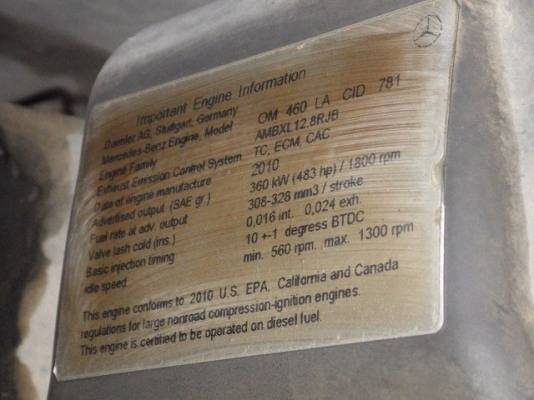 Important Engine Information
Daimler AG, Stuttgart, Germany
Mercedes-Benz Engine, Model OM 460 LA CID 781
Engine Family AMBXL12.8RJB
Exhaust Emission Control System TC, ECM, CAC
Date of engine manufacture 2010
Advertised output (SAE gr.) 360 kW (483 hp) / 1800 rpm
Fuel rate at adv. output 308-328 mm3 / stroke
Valve lash cold (ins.) 0,016 int. 0,024 exh.
Basic injection timing 10 +-1 degress BTDC
Idle speed min. 560 rpm. max. 1300 rpm
This engine conforms to 2010 U.S. EPA, California and Canada
regulations for large nonroad compression-ignition engines.
This engine is certified to be operated on diesel fuel.